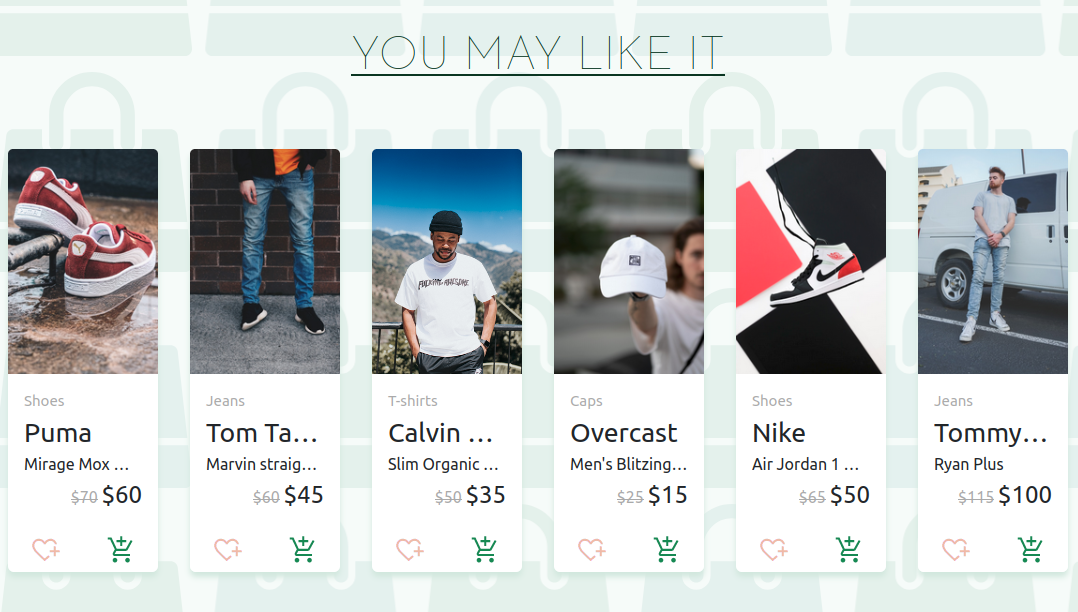 YOU MAY LIKE IT
FUCKING AWESOME
Shoes
Puma
Mirage Mox ...
$70 $60
Jeans
Tom Ta...
Marvin straig...
$60 $45
T-shirts
Calvin ...
Slim Organic ...
$50 $35
Caps
Overcast
Men's Blitzing...
$25 $15
Shoes
Nike
Air Jordan 1 ...
$65 $50
Jeans
Tommy...
Ryan Plus
$115 $100